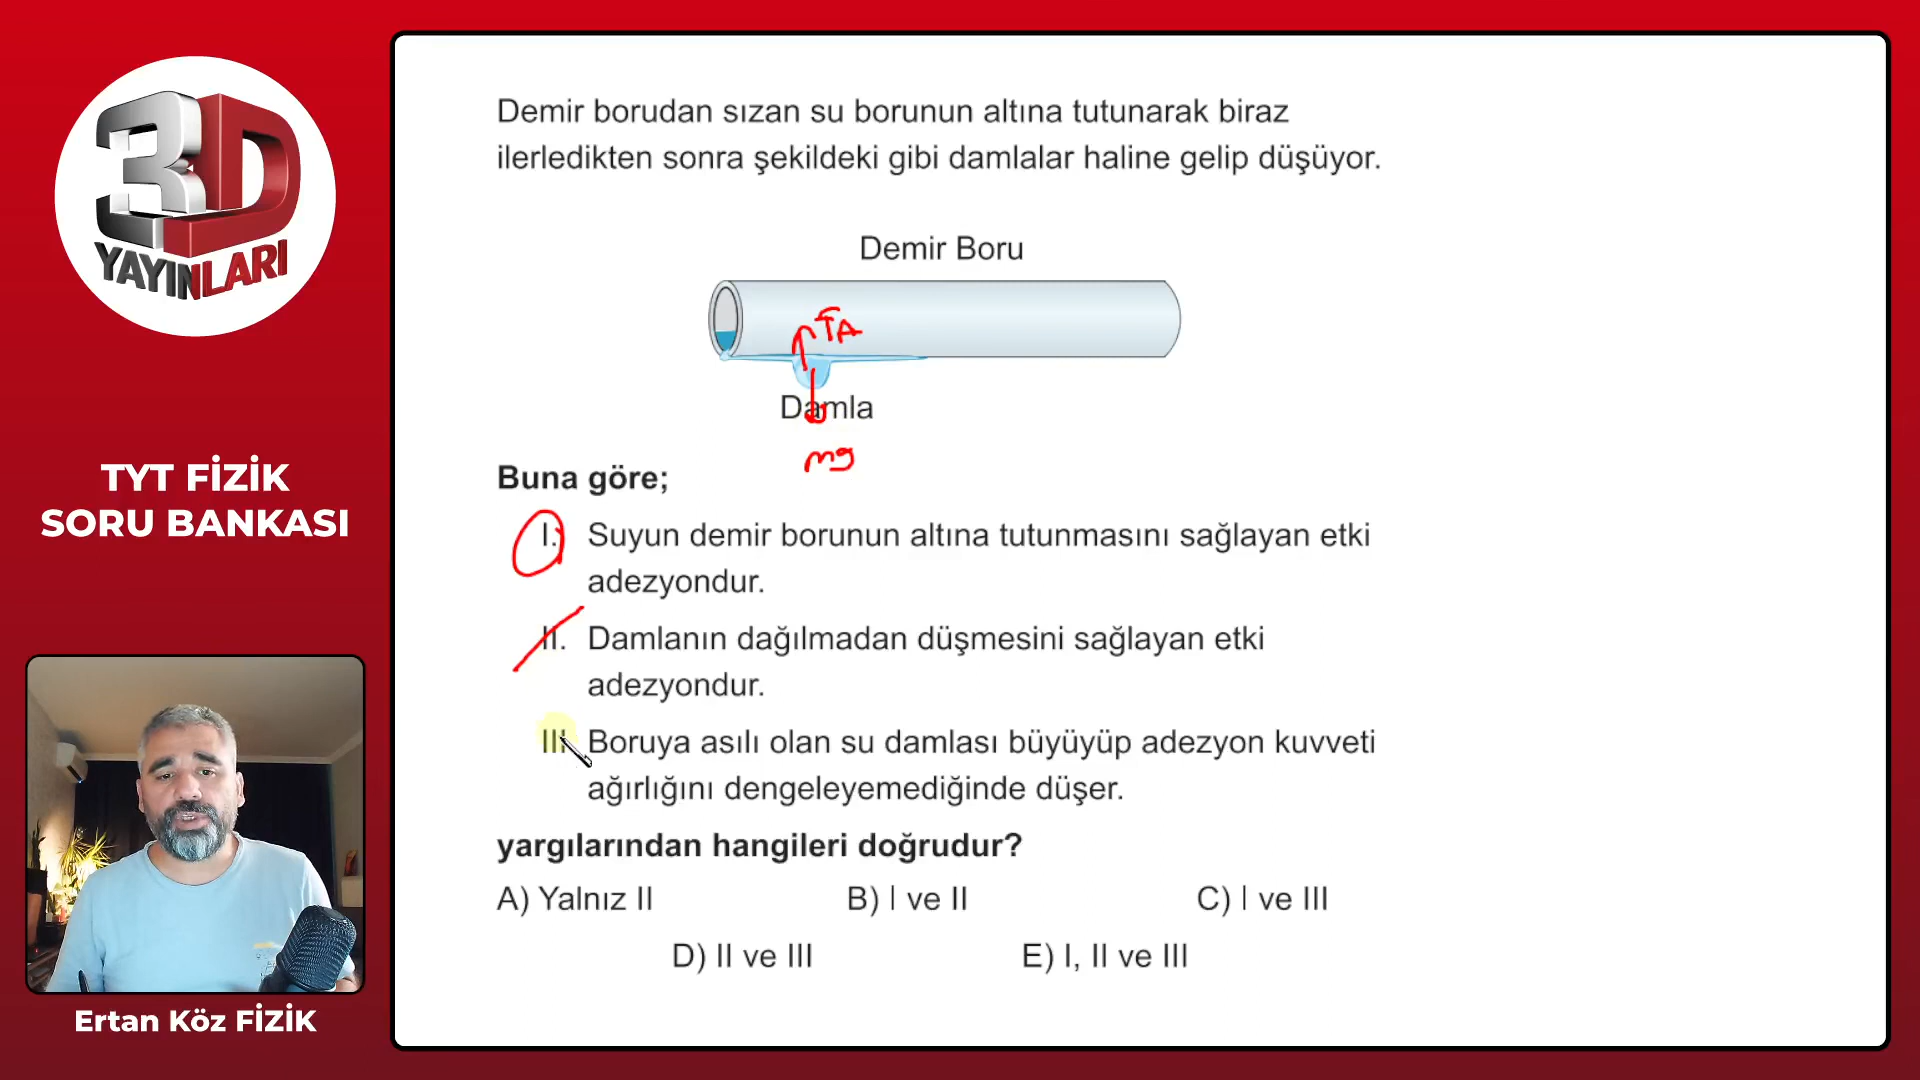 3D
YAYINLARI
TYT FİZİK
SORU BANKASI
Ertan Köz FİZİK
Demir borudan sızan su borunun altına tutunarak biraz
ilerledikten sonra şekildeki gibi damlalar haline gelip düşüyor.
Demir Boru
FA
Damla
mg
Buna göre;
I. Suyun demir borunun altına tutunmasını sağlayan etki
adezyondur.
II. Damlanın dağılmadan düşmesini sağlayan etki
adezyondur.
III. Boruya asılı olan su damlası büyüyüp adezyon kuvveti
ağırlığını dengeleyemediğinde düşer.
yargılarından hangileri doğrudur?
A) Yalnız II B) I ve II C) I ve III
D) II ve III E) I, II ve III